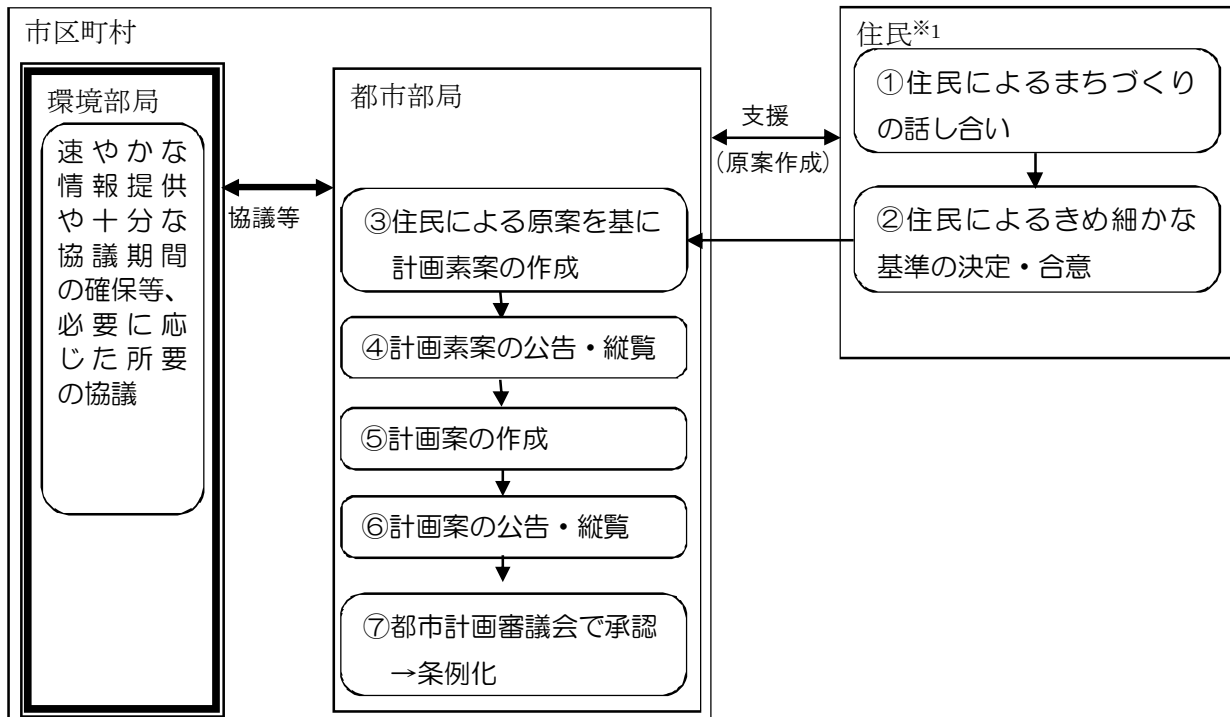 市区町村
環境部局
速やかな
情報提供
や十分な
協議期間
の確保等、
必要に応
じた所要
の協議
協議等
都市部局
③住民による原案を基に
計画素案の作成
④計画素案の公告・縦覧
⑤計画案の作成
⑥計画案の公告・縦覧
⑦都市計画審議会で承認
→条例化
支援
(原案作成)
住民※1
①住民によるまちづくり
の話し合い
②住民によるきめ細かな
基準の決定・合意